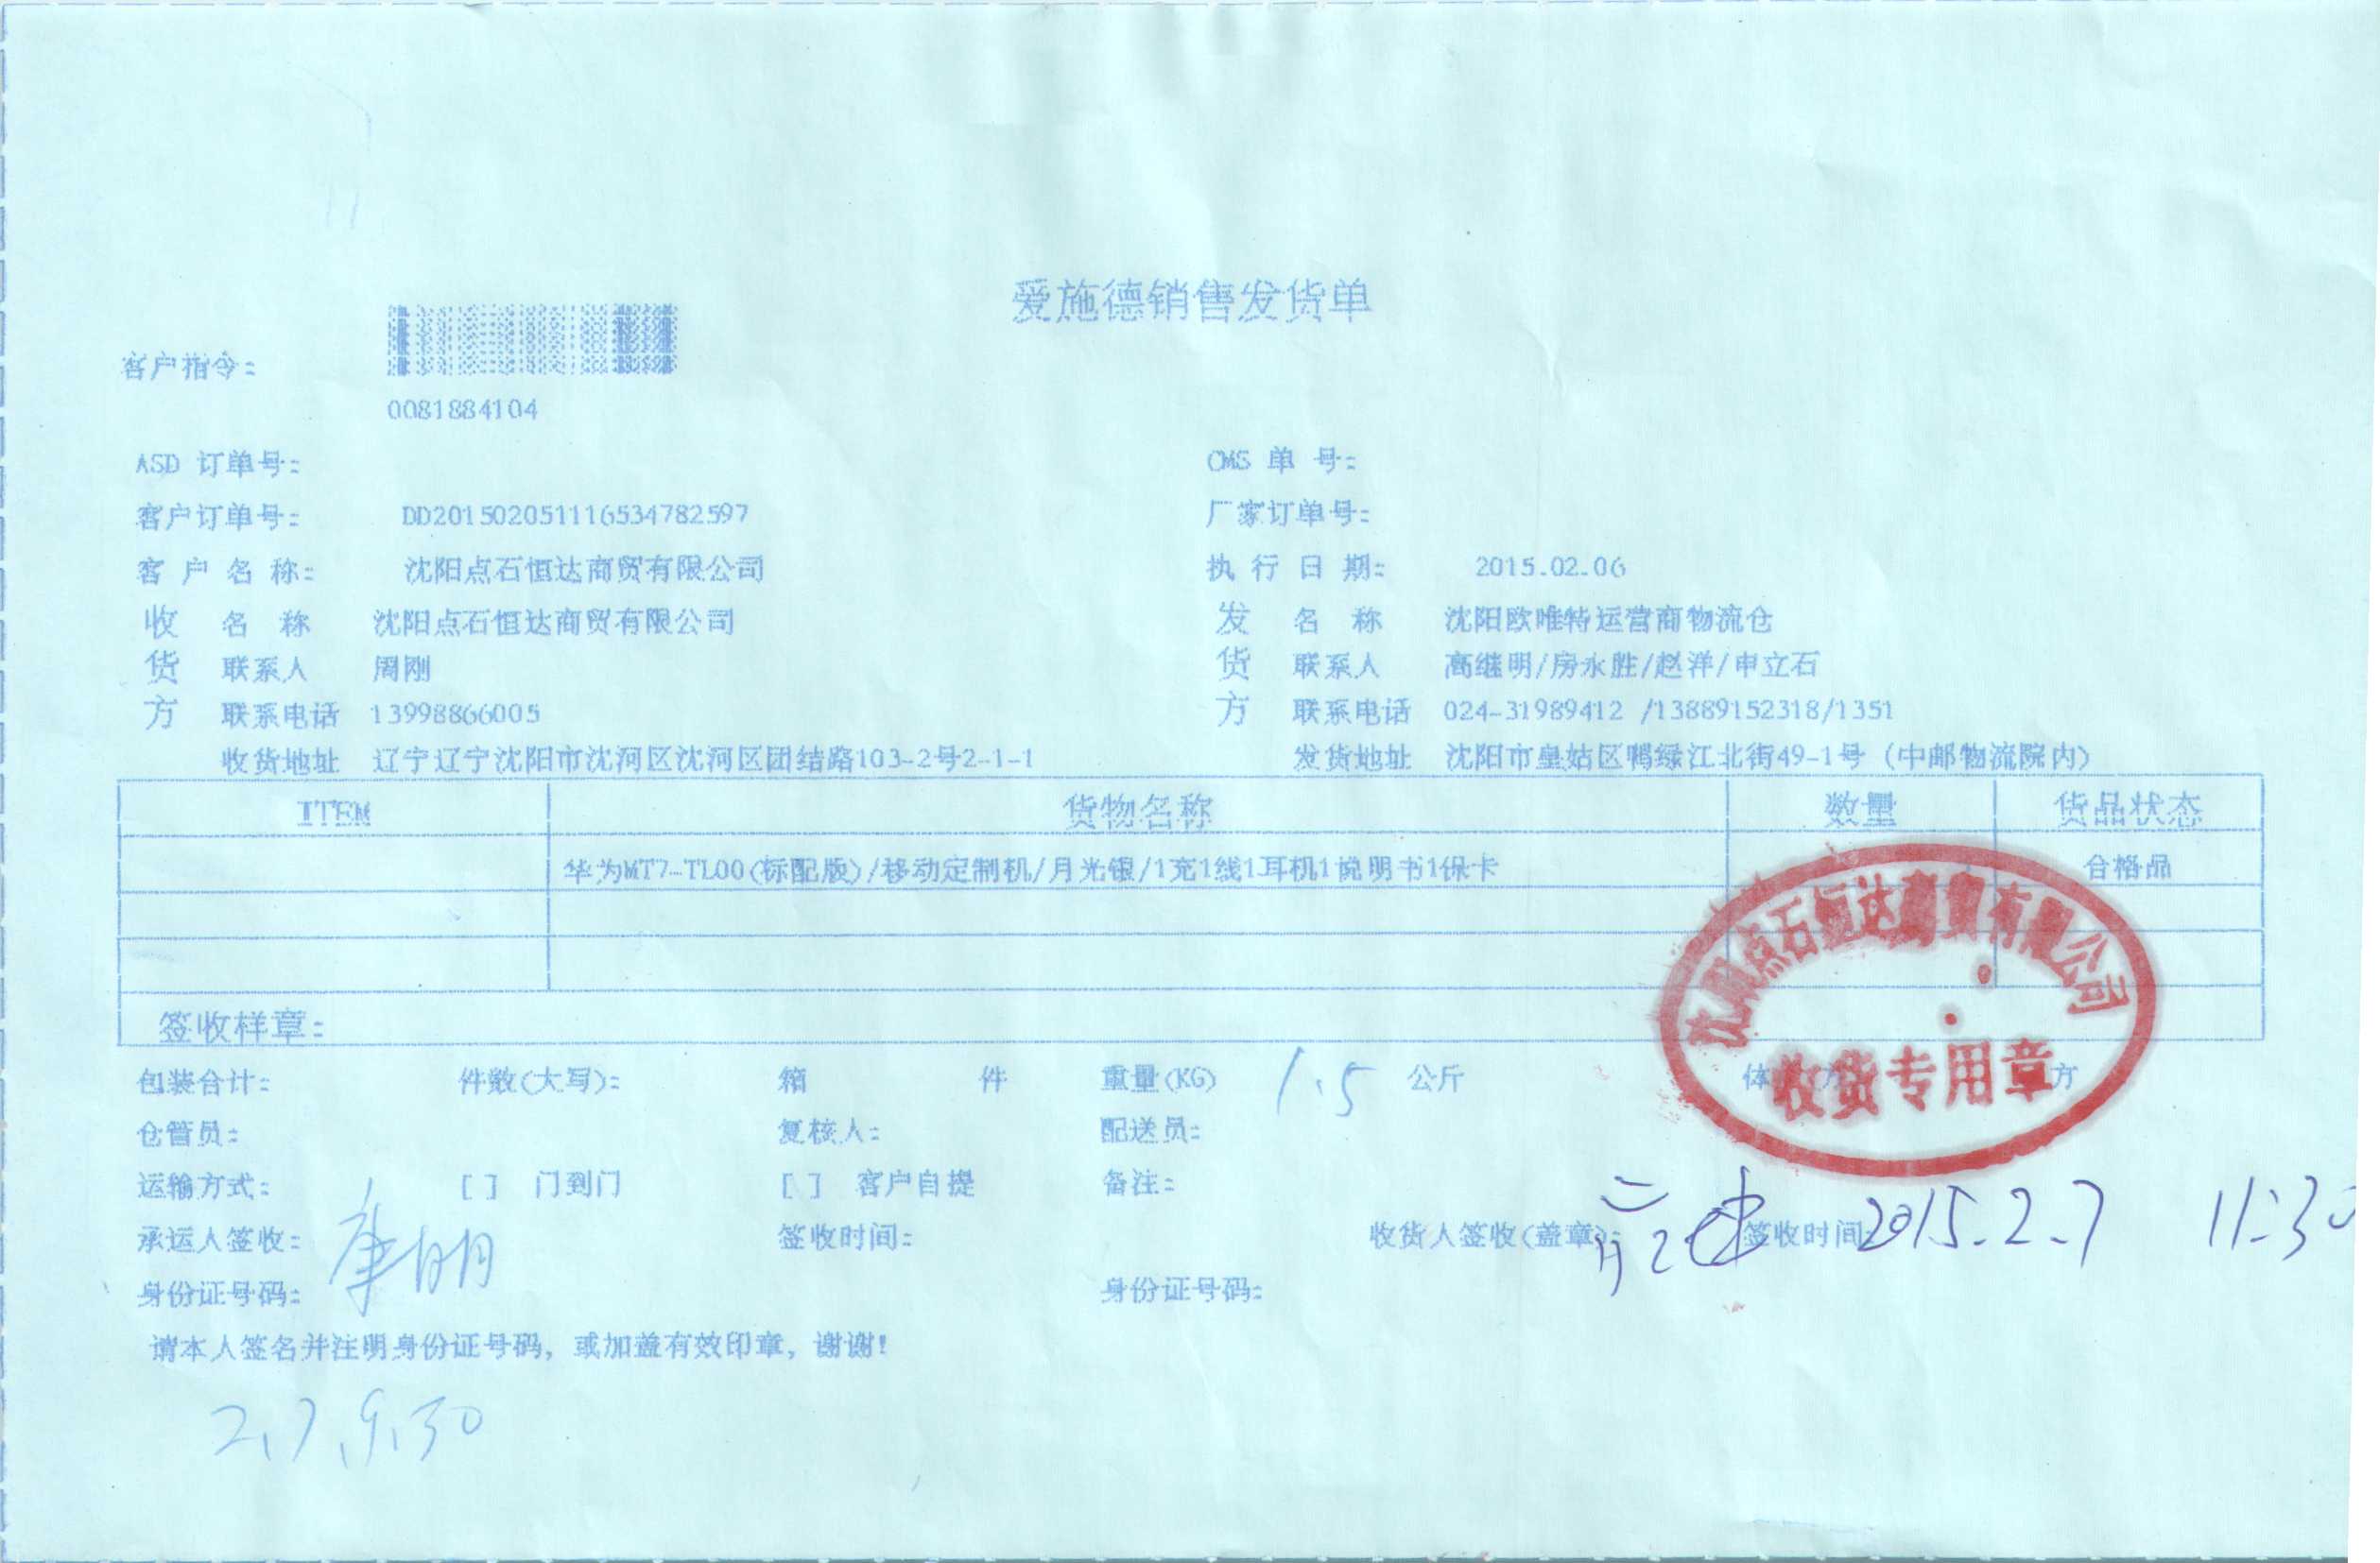 爱施德销售发货单
客户指令:
0081884104
ASD 订单号: CMS 单 号:
客户订单号: DD201502051116534782597 厂家订单号:
客 户 名 称: 沈阳点石恒达商贸有限公司 执 行 日 期: 2015.02.06
收 名 称 沈阳点石恒达商贸有限公司 发 名 称 沈阳欧唯特运营商物流仓
货 联系人 周刚 货 联系人 高继明/房永胜/赵洋/申立石
方 联系电话 13998866005 方 联系电话 024-31989412 /13889152318/1351
收货地址 辽宁辽宁沈阳市沈河区沈河区团结路103-2号2-1-1 发货地址 沈阳市皇姑区鸭绿江北街49-1号（中邮物流院内）
ITEM 货物名称 数量 货品状态
华为MT7-TL00(标配版)/移动定制机/月光银/1充1线1耳机1说明书1保卡 合格品
沈阳点石恒达商贸有限公司
收货专用章
签收样章:
包装合计: 件数(大写): 箱 件 重量(KG) 1.5 公斤 体 方
仓管员: 复核人: 配送员:
运输方式: [ ] 门到门 [ ] 客户自提 备注:
承运人签收: 康明 签收时间: 收货人签收(盖章): 签收时间 2015.2.7 11:30
身份证号码: 身份证号码:
请本人签名并注明身份证号码，或加盖有效印章，谢谢!
2.7.9.30